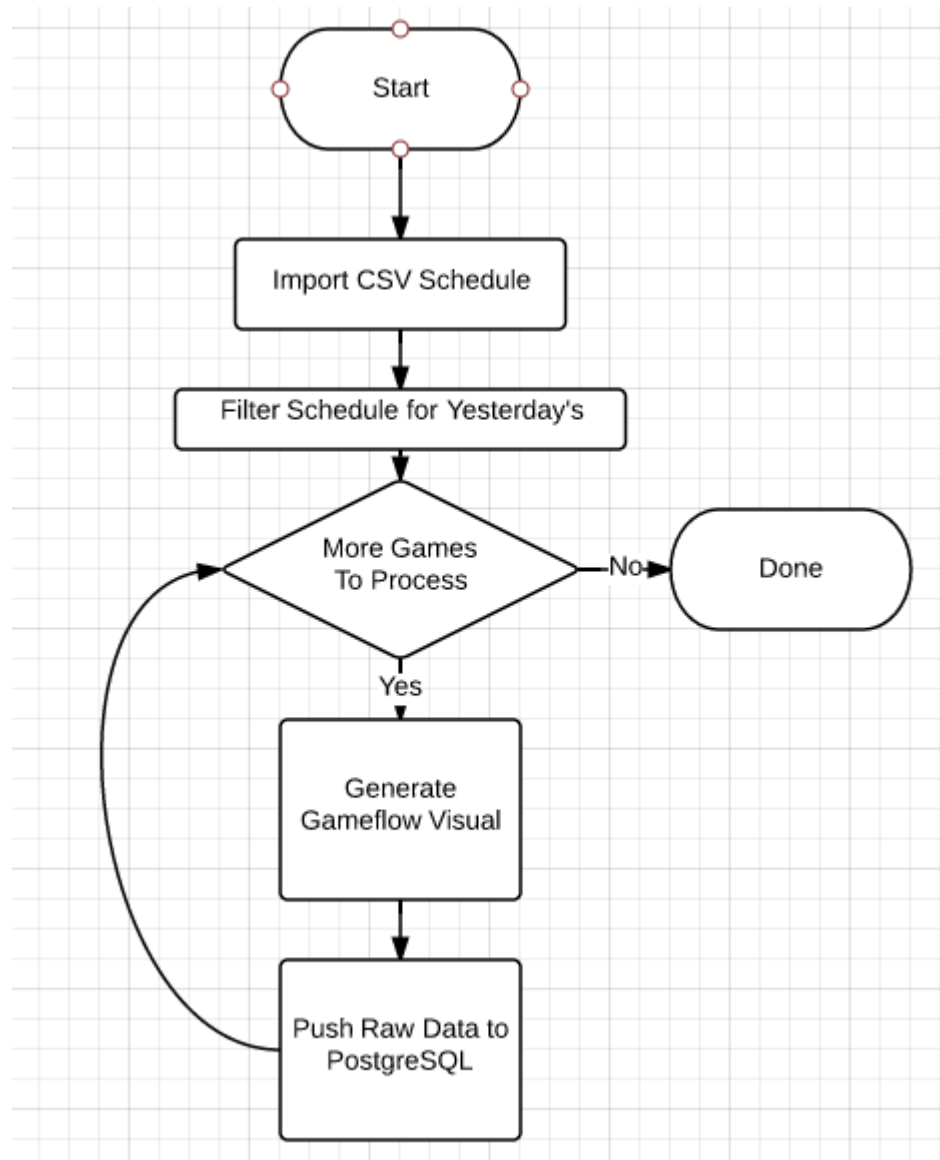 Start
Import CSV Schedule
Filter Schedule for Yesterday's
More Games
To Process
No
Done
Yes
Generate
Gameflow Visual
Push Raw Data to
PostgreSQL